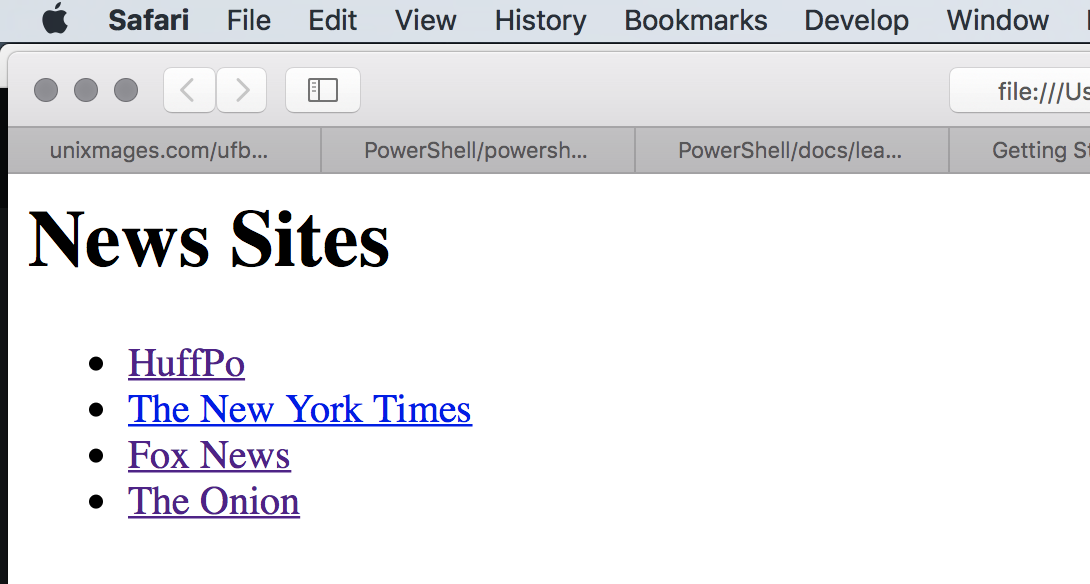 Safari File Edit View History Bookmarks Develop Window
file:///Us
unixmages.com/ufb... PowerShell/powersh... PowerShell/docs/lea... Getting St
News Sites
HuffPo
The New York Times
Fox News
The Onion